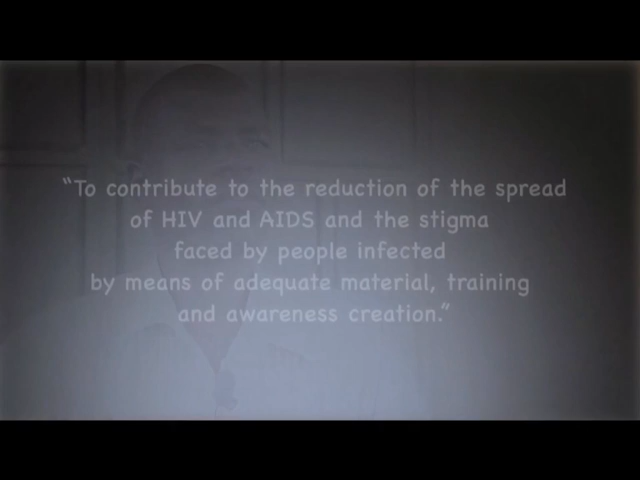 “To contribute to the reduction of the spread
of HIV and AIDS and the stigma
faced by people infected
by means of adequate material, training
and awareness creation.”